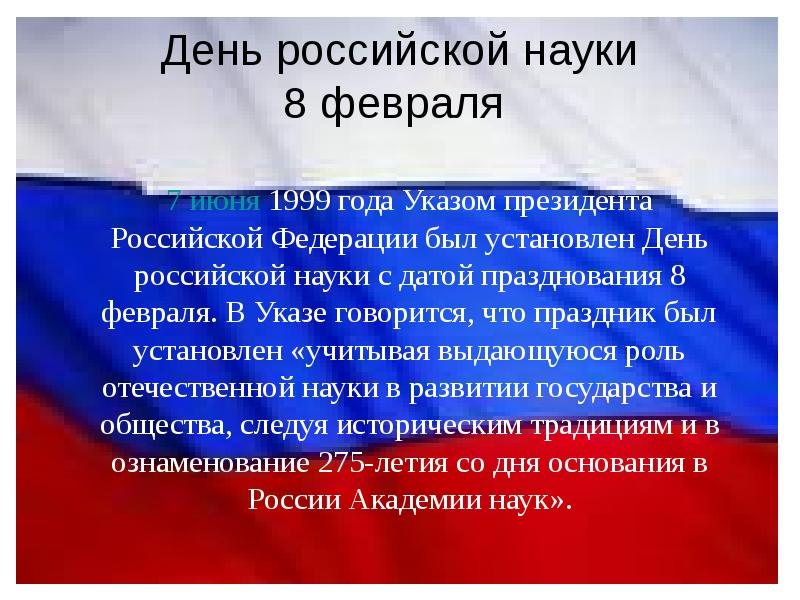 День российской науки
8 февраля
7 июня 1999 года Указом президента
Российской Федерации был установлен День
российской науки с датой празднования 8
февраля. В Указе говорится, что праздник был
установлен «учитывая выдающуюся роль
отечественной науки в развитии государства и
общества, следуя историческим традициям и в
ознаменование 275-летия со дня основания в
России Академии наук».